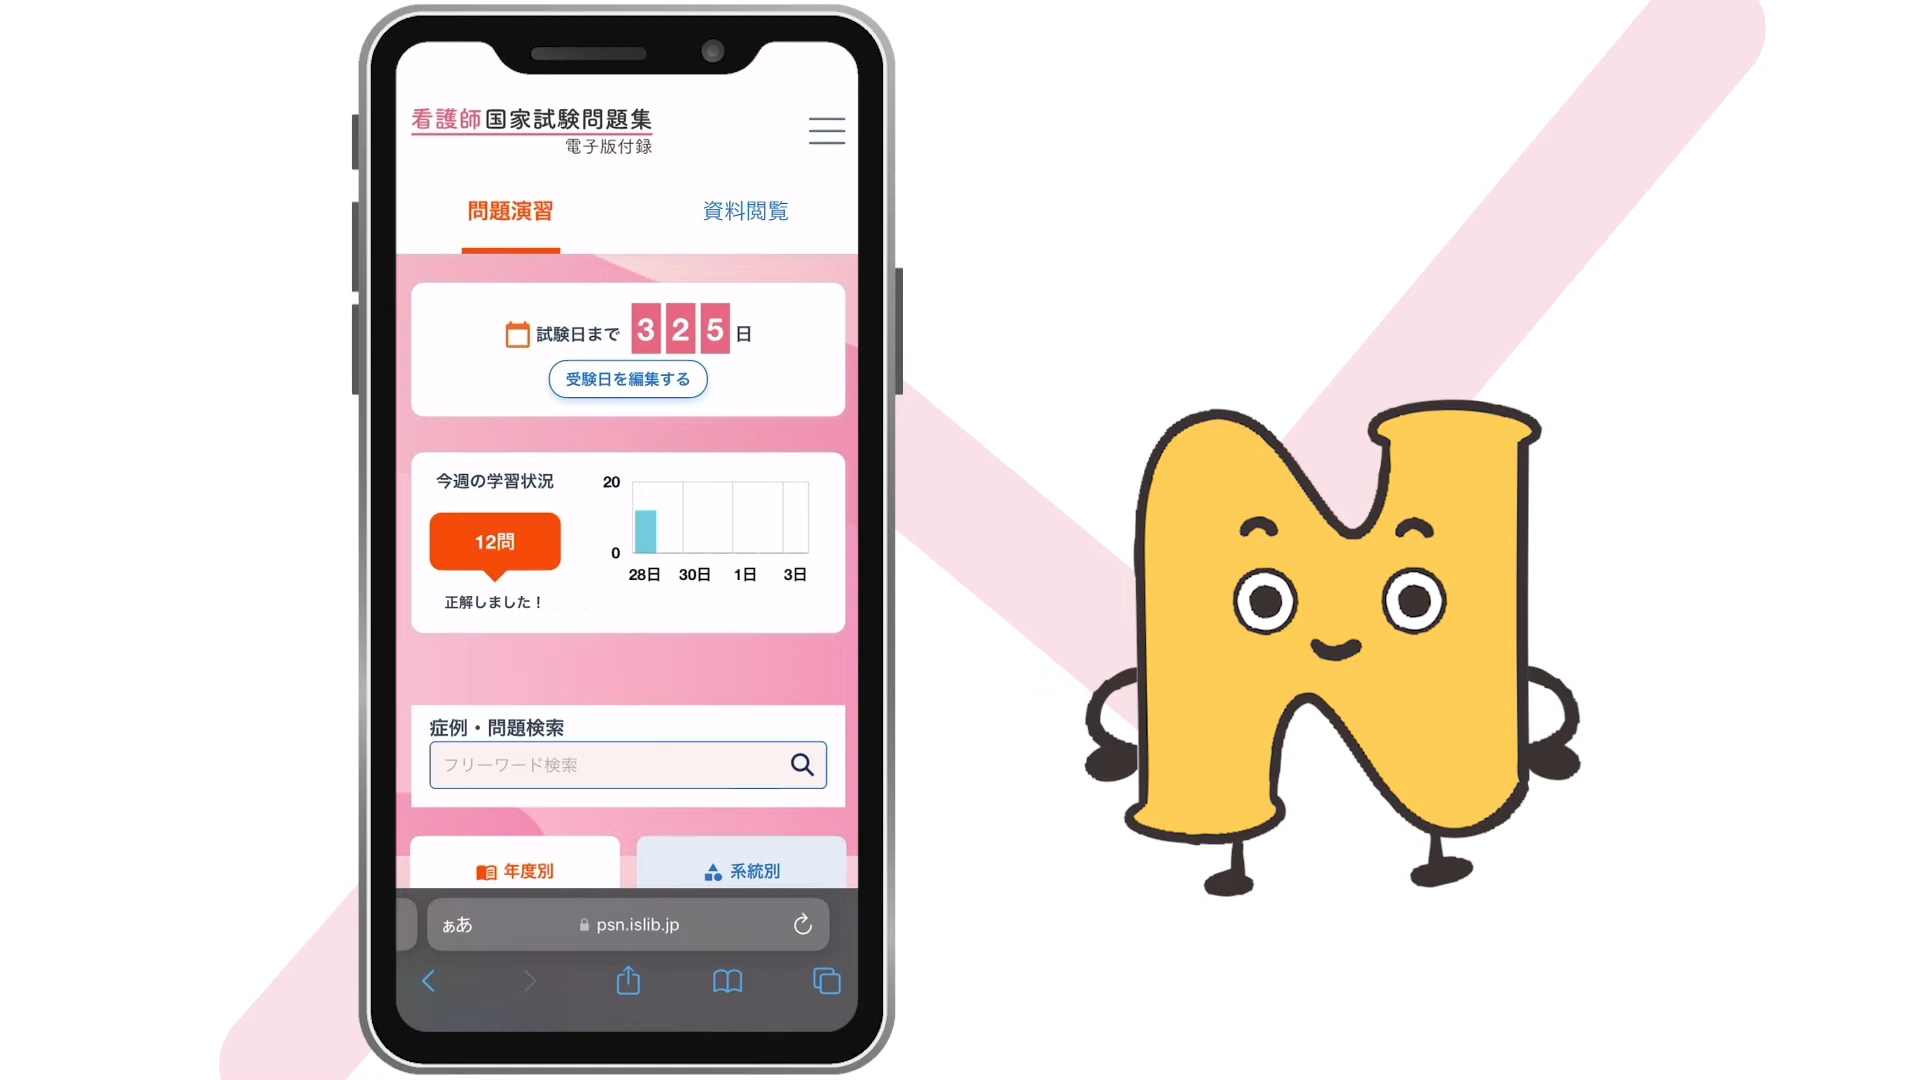 看護師国家試験問題集
電子版付録
問題演習
資料閲覧
試験日まで 325日
受験日を編集する
今週の学習状況
12問
正解しました！
20
0
28日 30日 1日 3日
症例・問題検索
フリーワード検索
年度別
系統別
ぁあ
psn.islib.jp